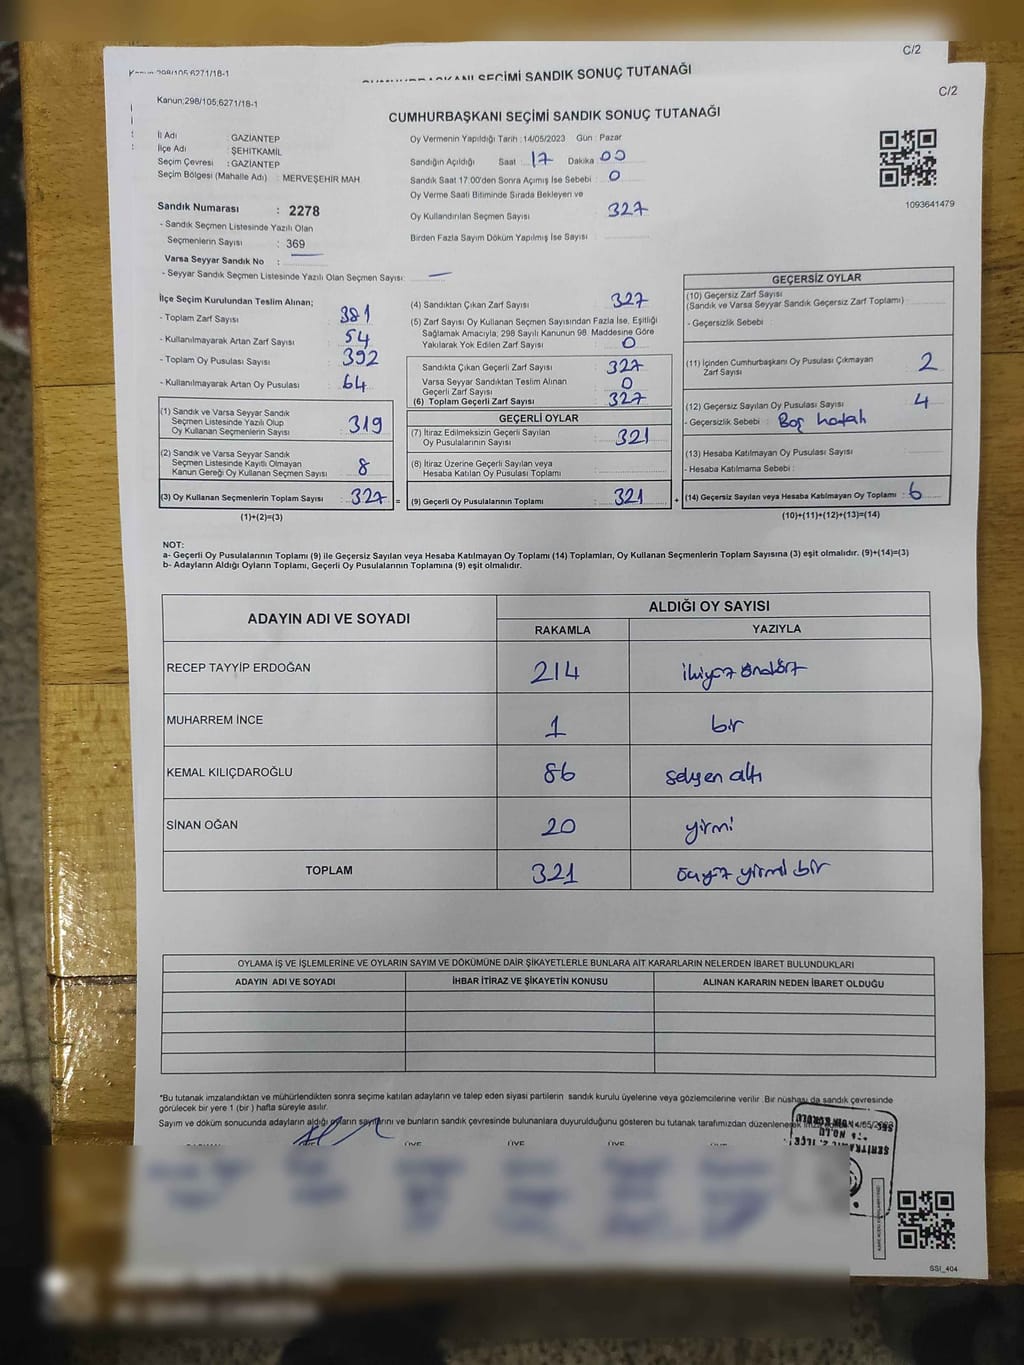 C/2
CUMHURBAŞKANI SEÇİMİ SANDIK SONUÇ TUTANAĞI
C/2
Kanun;298/105;6271/18-1
CUMHURBAŞKANI SEÇİMİ SANDIK SONUÇ TUTANAĞI
İl Adı : GAZİANTEP
İlçe Adı : ŞEHİTKAMİL
Seçim Çevresi : GAZİANTEP
Seçim Bölgesi (Mahalle Adı) : MERVEŞEHİR MAH.
Oy Vermenin Yapıldığı Tarih : 14/05/2023 Gün : Pazar
Sandığın Açıldığı Saat : 17 Dakika : 00
Sandık Saat 17:00'den Sonra Açımış İse Sebebi : 0
Oy Verme Saati Bitiminde Sırada Bekleyen ve
Oy Kullandırılan Seçmen Sayısı : 327
Birden Fazla Sayım Döküm Yapılmış İse Sayısı :
1093641479
Sandık Numarası : 2278
- Sandık Seçmen Listesinde Yazılı Olan
Seçmenlerin Sayısı : 369
Varsa Seyyar Sandık No :
- Seyyar Sandık Seçmen Listesinde Yazılı Olan Seçmen Sayısı: —
İlçe Seçim Kurulundan Teslim Alınan;
- Toplam Zarf Sayısı : 381
- Kullanılmayarak Artan Zarf Sayısı : 54
- Toplam Oy Pusulası Sayısı : 392
- Kullanılmayarak Artan Oy Pusulası : 64
(1) Sandık ve Varsa Seyyar Sandık
Seçmen Listesinde Yazılı Olup
Oy Kullanan Seçmenlerin Sayısı : 319
(2) Sandık ve Varsa Seyyar Sandık
Seçmen Listesinde Kayıtlı Olmayan
Kanun Gereği Oy Kullanan Seçmen Sayısı : 8
(3) Oy Kullanan Seçmenlerin Toplam Sayısı : 327 =
(1)+(2)=(3)
(4) Sandıktan Çıkan Zarf Sayısı : 327
(5) Zarf Sayısı Oy Kullanan Seçmen Sayısından Fazla İse, Eşitliği
Sağlamak Amacıyla; 298 Sayılı Kanunun 98. Maddesine Göre
Yakılarak Yok Edilen Zarf Sayısı : 0
Sandıkta Çıkan Geçerli Zarf Sayısı : 327
Varsa Seyyar Sandıktan Teslim Alınan
Geçerli Zarf Sayısı : 0
(6) Toplam Geçerli Zarf Sayısı : 327
GEÇERLİ OYLAR
(7) İtiraz Edilmeksizin Geçerli Sayılan
Oy Pusulalarının Sayısı : 321
(8) İtiraz Üzerine Geçerli Sayılan veya
Hesaba Katılan Oy Pusulası Toplamı :
(9) Geçerli Oy Pusulalarının Toplamı : 321 +
GEÇERSİZ OYLAR
(10) Geçersiz Zarf Sayısı
(Sandık ve Varsa Seyyar Sandık Geçersiz Zarf Toplamı) :
- Geçersizlik Sebebi :
(11) İçinden Cumhurbaşkanı Oy Pusulası Çıkmayan
Zarf Sayısı : 2
(12) Geçersiz Sayılan Oy Pusulası Sayısı : 4
- Geçersizlik Sebebi : Boş hatalı
(13) Hesaba Katılmayan Oy Pusulası Sayısı :
- Hesaba Katılmama Sebebi :
(14) Geçersiz Sayılan veya Hesaba Katılmayan Oy Toplamı : 6
(10)+(11)+(12)+(13)=(14)
NOT:
a- Geçerli Oy Pusulalarının Toplamı (9) ile Geçersiz Sayılan veya Hesaba Katılmayan Oy Toplamı (14) Toplamları, Oy Kullanan Seçmenlerin Toplam Sayısına (3) eşit olmalıdır. (9)+(14)=(3)
b- Adayların Aldığı Oyların Toplamı, Geçerli Oy Pusulalarının Toplamına (9) eşit olmalıdır.
ADAYIN ADI VE SOYADI ALDIĞI OY SAYISI
RAKAMLA YAZIYLA
RECEP TAYYİP ERDOĞAN 214 ikiyüz ondört
MUHARREM İNCE 1 bir
KEMAL KILIÇDAROĞLU 86 seksen altı
SİNAN OĞAN 20 yirmi
TOPLAM 321 üçyüz yirmi bir
OYLAMA İŞ VE İŞLEMLERİNE VE OYLARIN SAYIM VE DÖKÜMÜNE DAİR ŞİKAYETLERLE BUNLARA AİT KARARLARIN NELERDEN İBARET BULUNDUKLARI
ADAYIN ADI VE SOYADI İHBAR İTİRAZ VE ŞİKAYETİN KONUSU ALINAN KARARIN NEDEN İBARET OLDUĞU
*Bu tutanak imzalandıktan ve mühürlendikten sonra seçime katılan adayların ve talep eden siyasi partilerin sandık kurulu üyelerine veya gözlemcilerine verilir .Bir nüshası da sandık çevresinde
görülecek bir yere 1 (bir ) hafta süreyle asılır.
Sayım ve döküm sonucunda adayların aldığı oyların sayılarını ve bunların sandık çevresinde bulunanlara duyurulduğunu gösteren bu tutanak tarafımızdan düzenlenerek
ÜYE ÜYE ÜYE ÜYE
SSİ_404